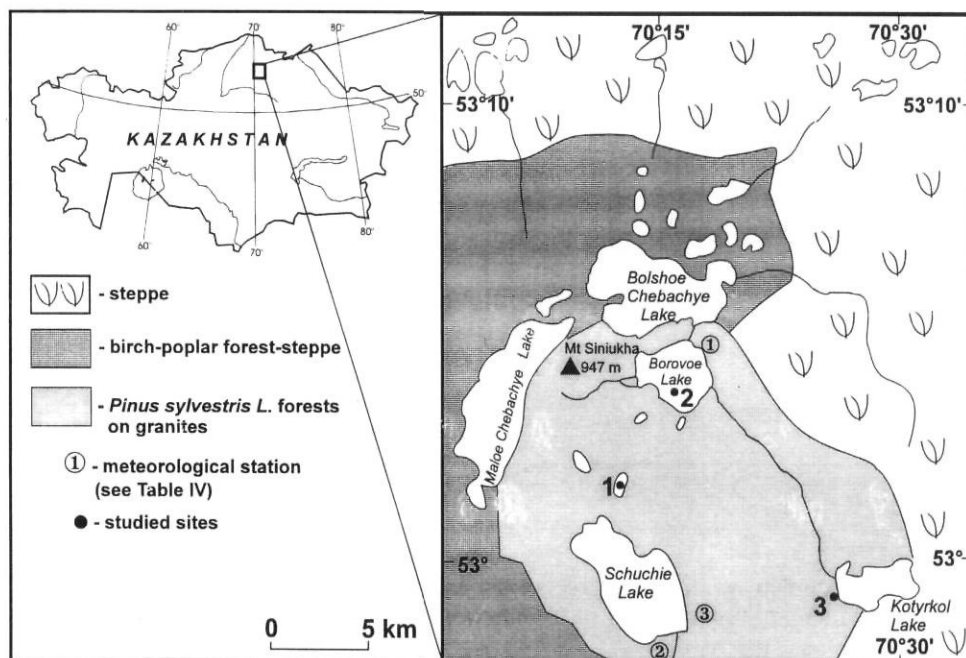 60
80
50
KAZAKHSTAN
60
70
80
- steppe
- birch-poplar forest-steppe
- Pinus sylvestris L. forests
on granites
① - meteorological station
(see Table IV)
- studied sites
0 5 km
70°15'
70°30'
53°10'
53°10'
Bolshoe
Chebachye
Lake
Maloe Chebachye Lake
Mt Siniukha
947 m
①
Borovoe
Lake
2
1
53°
53°
Schuchie
Lake
③
②
3
Kotyrkol
Lake
70°30'